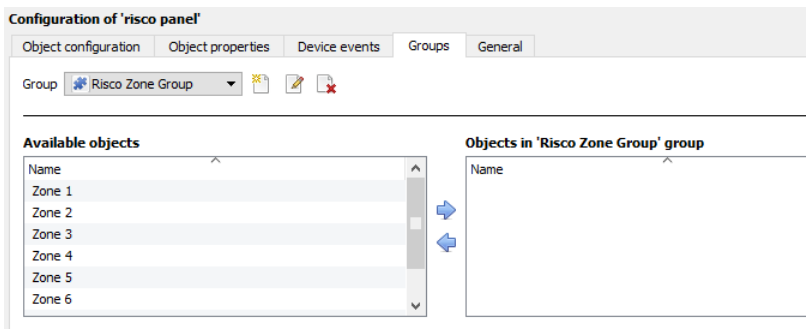 Configuration of 'risco panel'
Object configuration Object properties Device events Groups General
Group Risco Zone Group
Available objects Objects in 'Risco Zone Group' group
Name Name
Zone 1
Zone 2
Zone 3
Zone 4
Zone 5
Zone 6